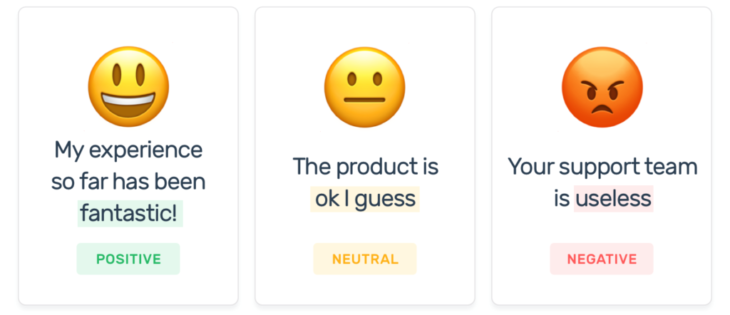 My experience
so far has been
fantastic!
POSITIVE
The product is
ok I guess
NEUTRAL
Your support team
is useless
NEGATIVE